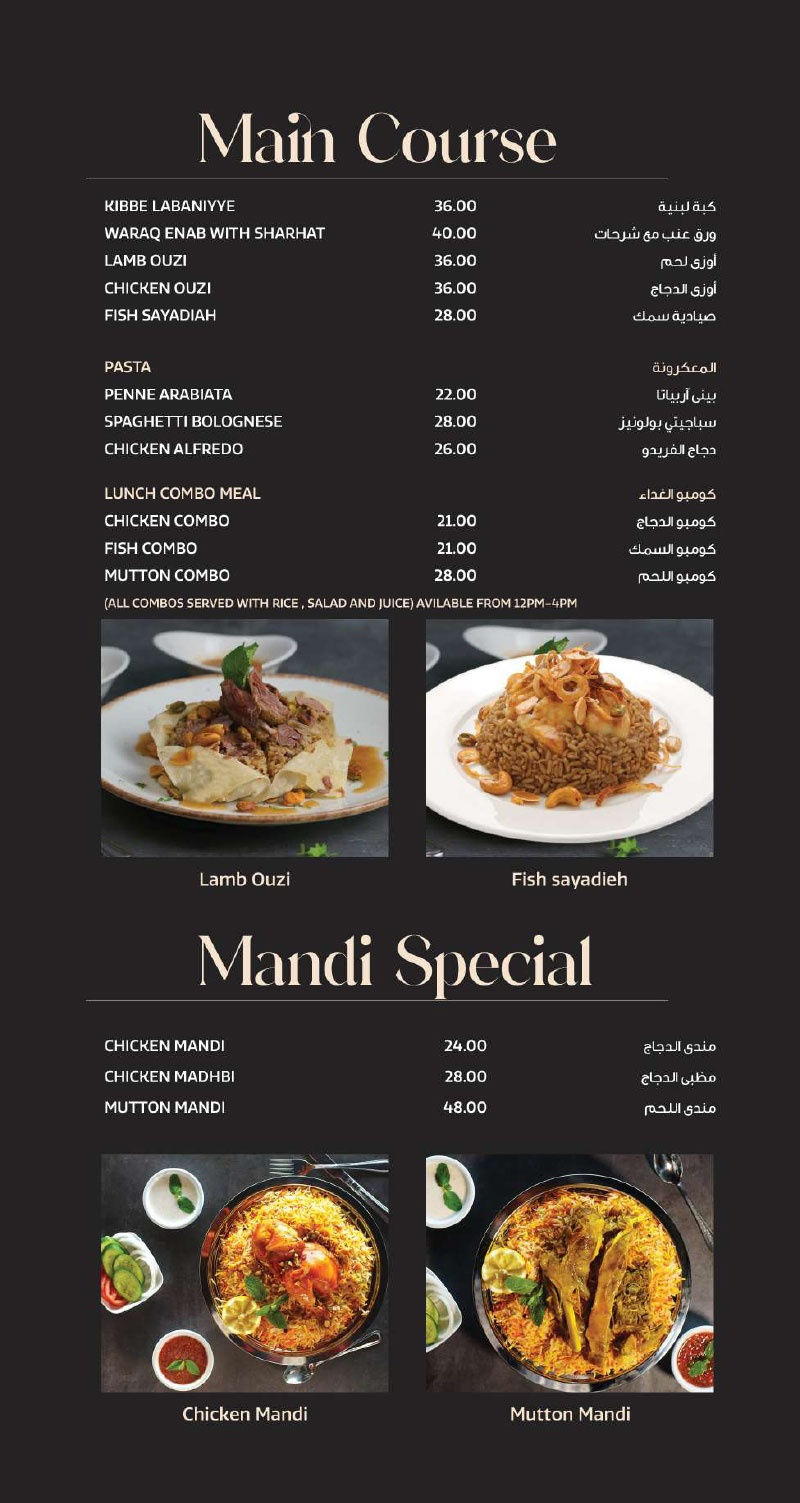 Main Course
KIBBE LABANIYYE 36.00 كبة لبنية
WARAQ ENAB WITH SHARHAT 40.00 ورق عنب مع شرحات
LAMB OUZI 36.00 أوزي لحم
CHICKEN OUZI 36.00 أوزي الدجاج
FISH SAYADIAH 28.00 صيادية سمك
PASTA المعكرونة
PENNE ARABIATA 22.00 بيني آربياتا
SPAGHETTI BOLOGNESE 28.00 سباجيتي بولونيز
CHICKEN ALFREDO 26.00 دجاج الفريدو
LUNCH COMBO MEAL كومبو الغداء
CHICKEN COMBO 21.00 كومبو الدجاج
FISH COMBO 21.00 كومبو السمك
MUTTON COMBO 28.00 كومبو اللحم
(ALL COMBOS SERVED WITH RICE , SALAD AND JUICE) AVILABLE FROM 12PM-4PM
Lamb Ouzi Fish sayadieh
Mandi Special
CHICKEN MANDI 24.00 مندي الدجاج
CHICKEN MADHBI 28.00 مظبي الدجاج
MUTTON MANDI 48.00 مندي اللحم
Chicken Mandi Mutton Mandi